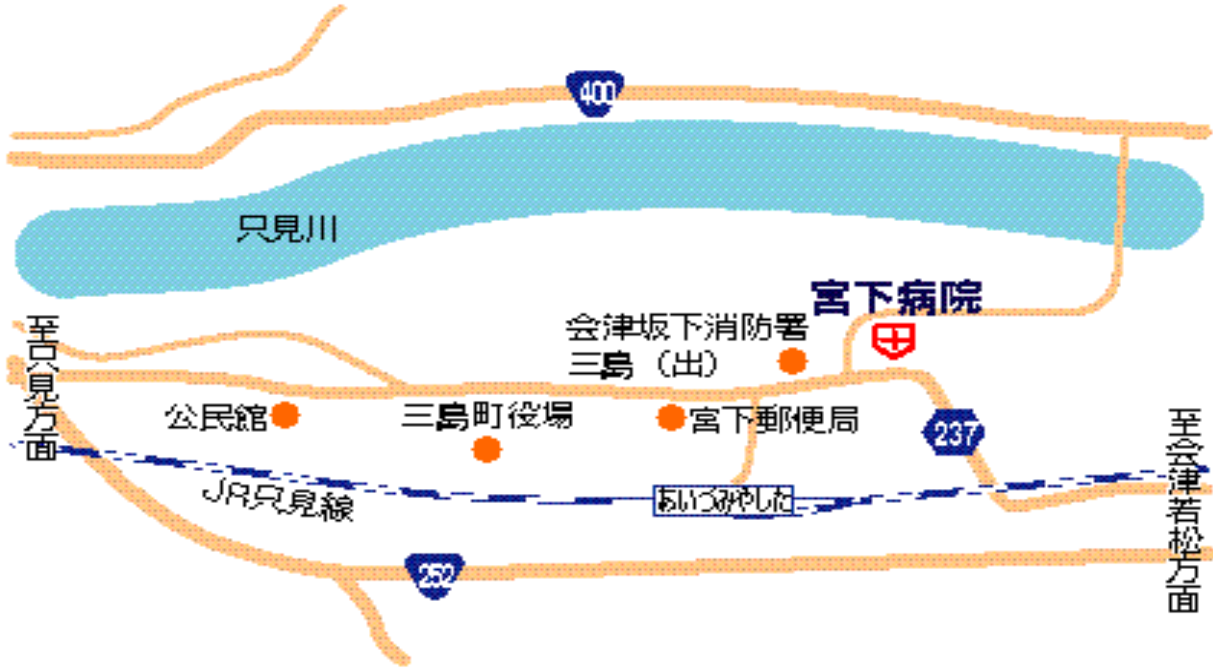 400
只見川
宮下病院
会津坂下消防署
三島（出）
至只見方面
公民館
三島町役場
宮下郵便局
237
至会津若松方面
JR只見線
あいづみやした
252